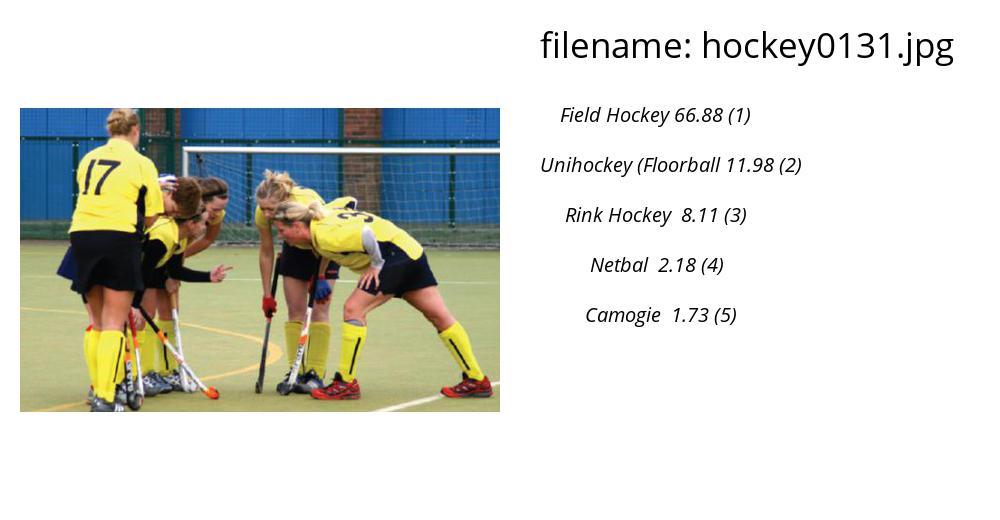 filename: hockey0131.jpg
Field Hockey 66.88 (1)
Unihockey (Floorball 11.98 (2)
Rink Hockey 8.11 (3)
Netbal 2.18 (4)
Camogie 1.73 (5)
17
3